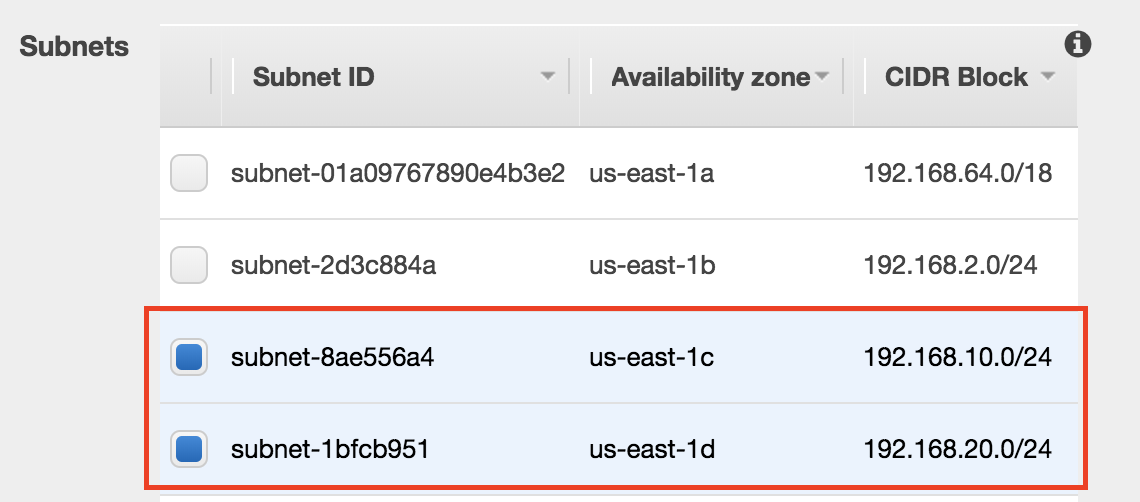 Subnets
Subnet ID Availability zone CIDR Block
subnet-01a09767890e4b3e2 us-east-1a 192.168.64.0/18
subnet-2d3c884a us-east-1b 192.168.2.0/24
subnet-8ae556a4 us-east-1c 192.168.10.0/24
subnet-1bfcb951 us-east-1d 192.168.20.0/24